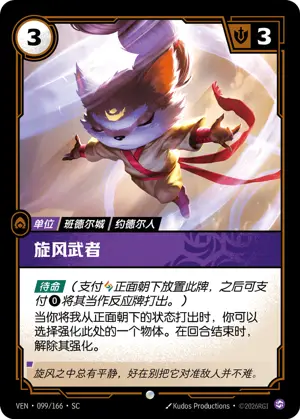 3
3
单位 班德尔城 约德尔人
旋风武者
待命 (支付正面朝下放置此牌,之后可支
付0将其当作反应牌打出。)
当你将我从正面朝下的状态打出时,你可以
选择强化此处的一个物体。在回合结束时,
解除其强化。
旋风之中总有平静,好在别把它对准敌人并不难。
VEN • 099/166 • SC
Kudos Productions ©2026RGI